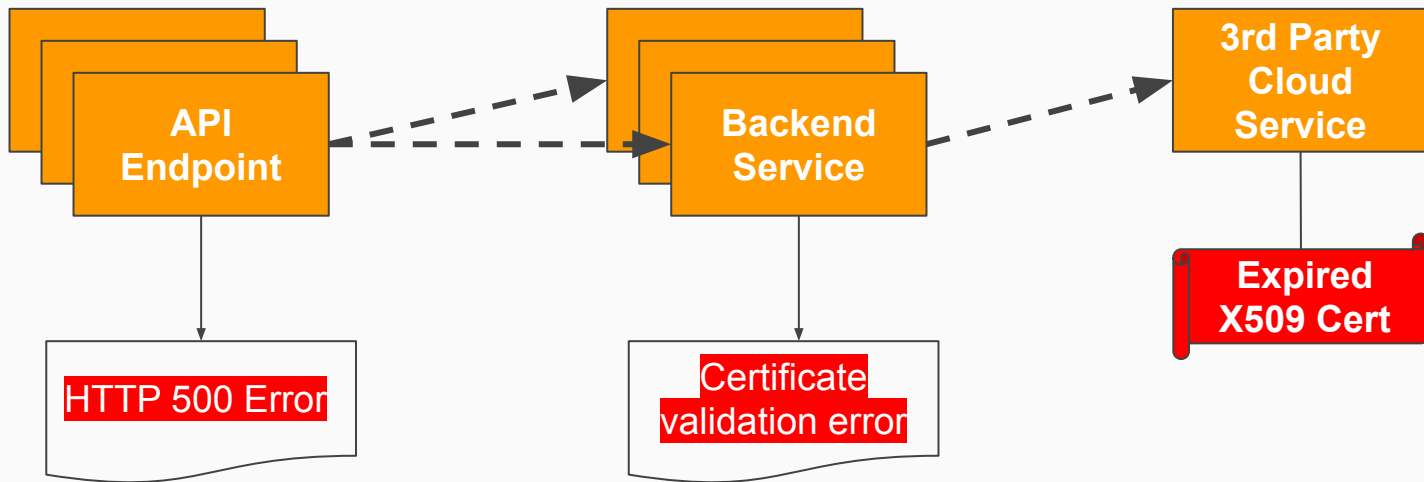 API
Endpoint
Backend
Service
3rd Party
Cloud
Service
Expired
X509 Cert
HTTP 500 Error
Certificate
validation error